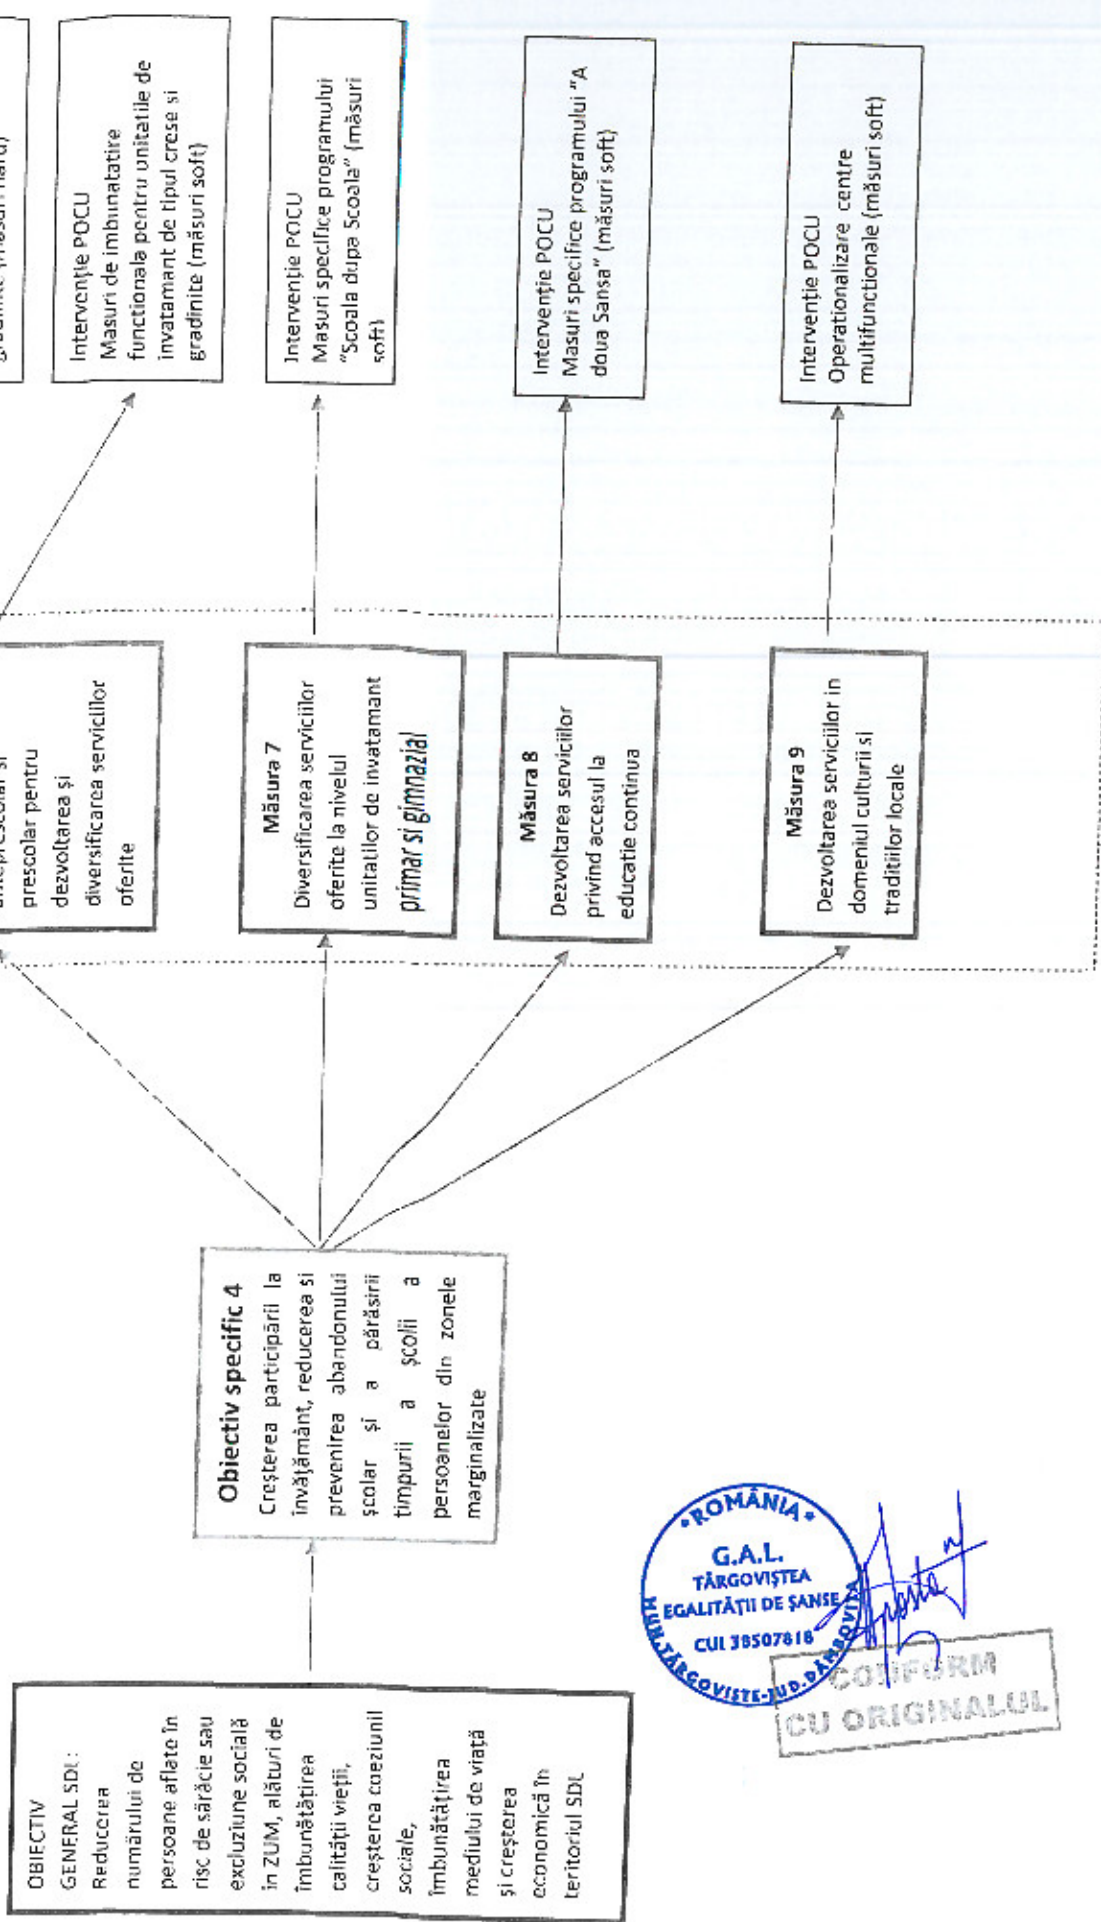 OBIECTIV
GENERAL SDL:
Reducerea
numărului de
persoane aflate în
risc de sărăcie sau
excluziune socială
în ZUM, alături de
îmbunătățirea
calității vieții,
creșterea coeziunii
sociale,
îmbunătățirea
mediului de viață
și creșterea
economică în
teritoriul SDL
Obiectiv specific 4
Creșterea participării la
învățământ, reducerea si
prevenirea abandonului
școlar și a părăsirii
timpurii a școlii a
persoanelor din zonele
marginalizate
prescolar pentru
dezvoltarea și
diversificarea serviciilor
oferite
Măsura 7
Diversificarea serviciilor
oferite la nivelul
unitatilor de invatamant
primar si gimnazial
Măsura 8
Dezvoltarea serviciilor
privind accesul la
educatie continua
Măsura 9
Dezvoltarea serviciilor in
domeniul culturii si
traditiilor locale
Intervenție POCU
Masuri de imbunatatire
functionala pentru unitatile de
invatamant de tipul crese si
gradinite (măsuri soft)
Intervenție POCU
Masuri specifice programului
"Scoala dupa Scoala" (măsuri
soft)
Intervenție POCU
Masuri specifice programului "A
doua Sansa" (măsuri soft)
Intervenție POCU
Operationalizare centre
multifunctionale (măsuri soft)
* ROMÂNIA *
G.A.L.
TÂRGOVIȘTEA
EGALITĂȚII DE ȘANSE
CUI 38507818
MUN.TÂRGOVISTE-JUD.DÂMBOVIȚA
CONFORM
CU ORIGINALUL